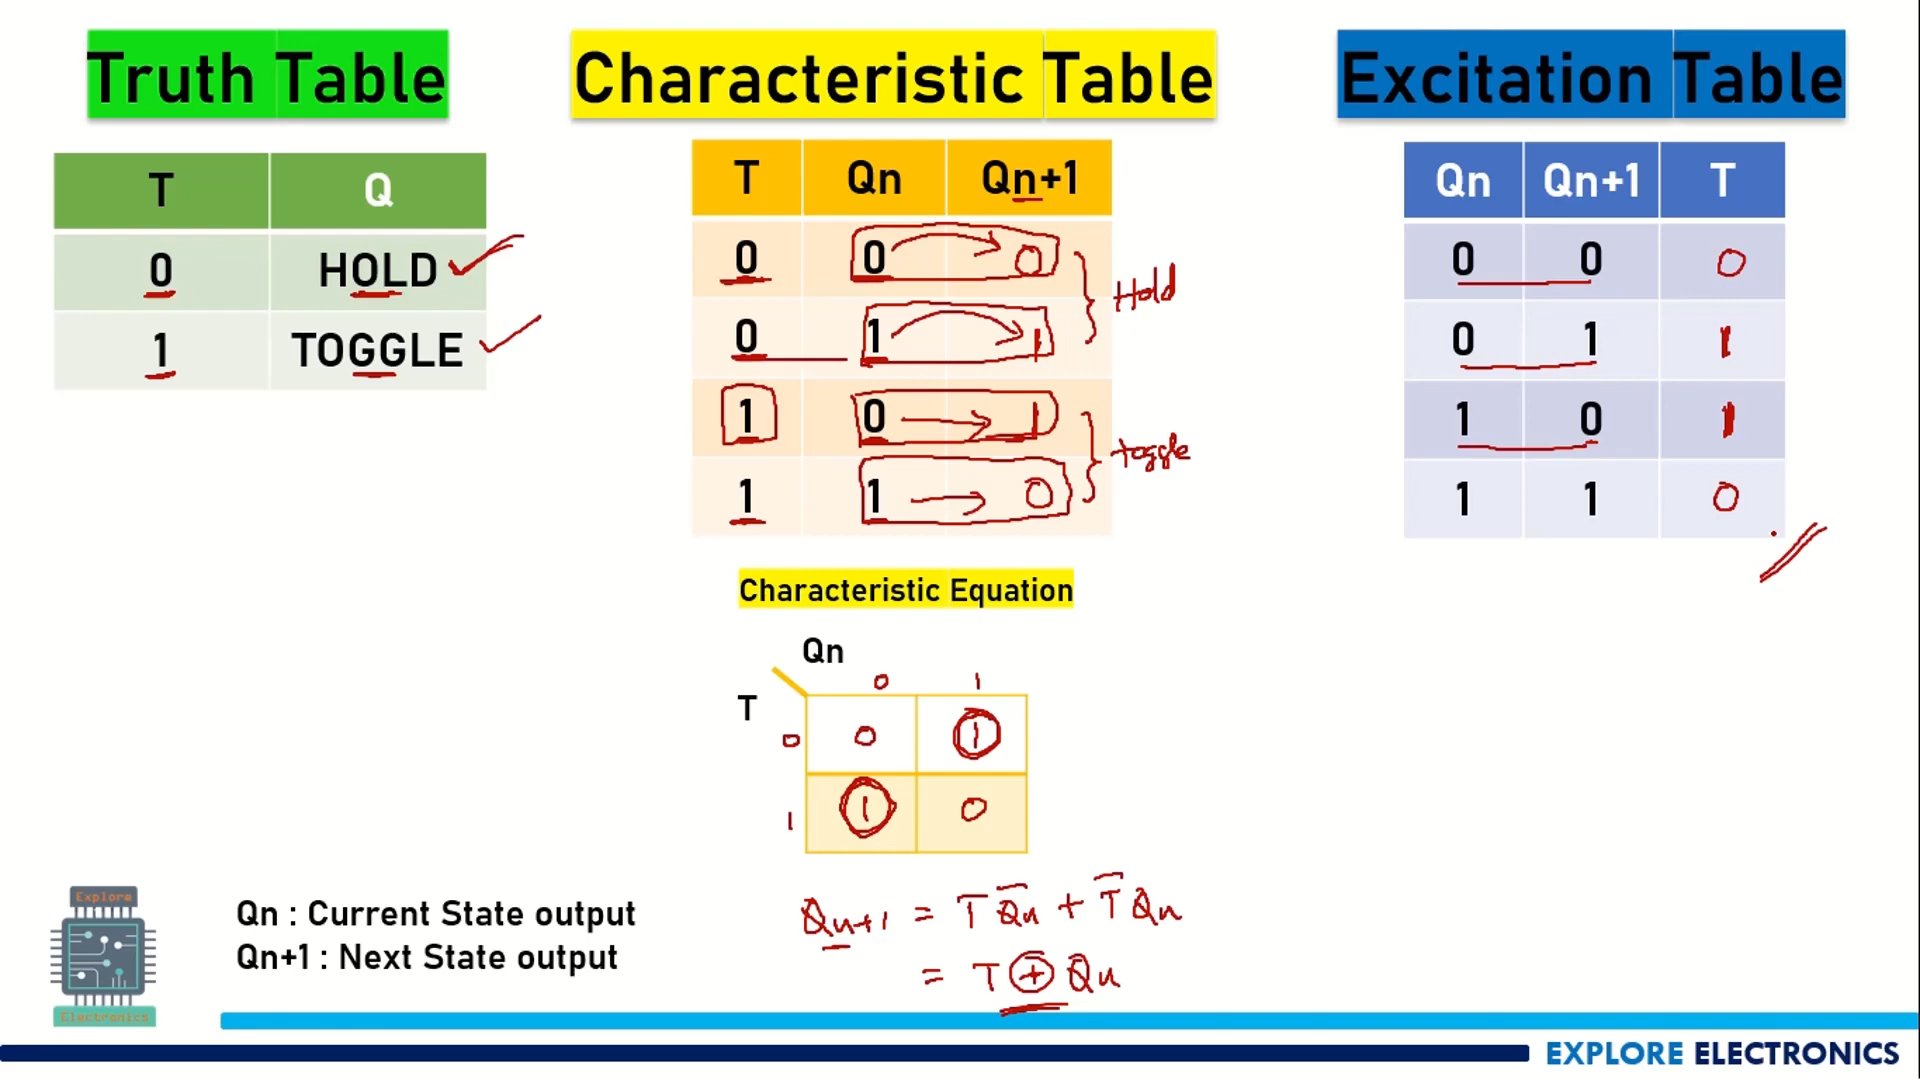 Truth Table
T Q
0 HOLD
1 TOGGLE
Characteristic Table
T Qn Qn+1
0 0 0
0 1 1
Hold
1 0 1
1 1 0
toggle
Excitation Table
Qn Qn+1 T
0 0 0
0 1 1
1 0 1
1 1 0
Characteristic Equation
Qn
0 1
T
0 0 1
1 1 0
Qn+1 = T Q̅n + T̅ Qn
= T ⊕ Qn
Qn : Current State output
Qn+1 : Next State output
Explore
Electronics
EXPLORE ELECTRONICS